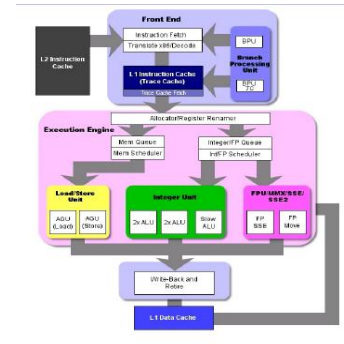 Front End
Instruction Fetch
Translate x86/Decode
BPU
L2 Instruction
Cache
L1 Instruction Cache
(Trace Cache)
Branch
Processing
Unit
Trace Cache Fetch
BPU
TC
Allocator/Register Renamer
Execution Engine
Mem Queue
Mem Scheduler
Integer/FP Queue
Int/FP Scheduler
Load/Store
Unit
Integer Unit
FPU/MMX/SSE/
SSE2
AGU
(Load)
AGU
(Store)
2x ALU
2x ALU
Slow
ALU
FP
SSE
FP
Move
Write-Back and
Retire
L1 Data Cache